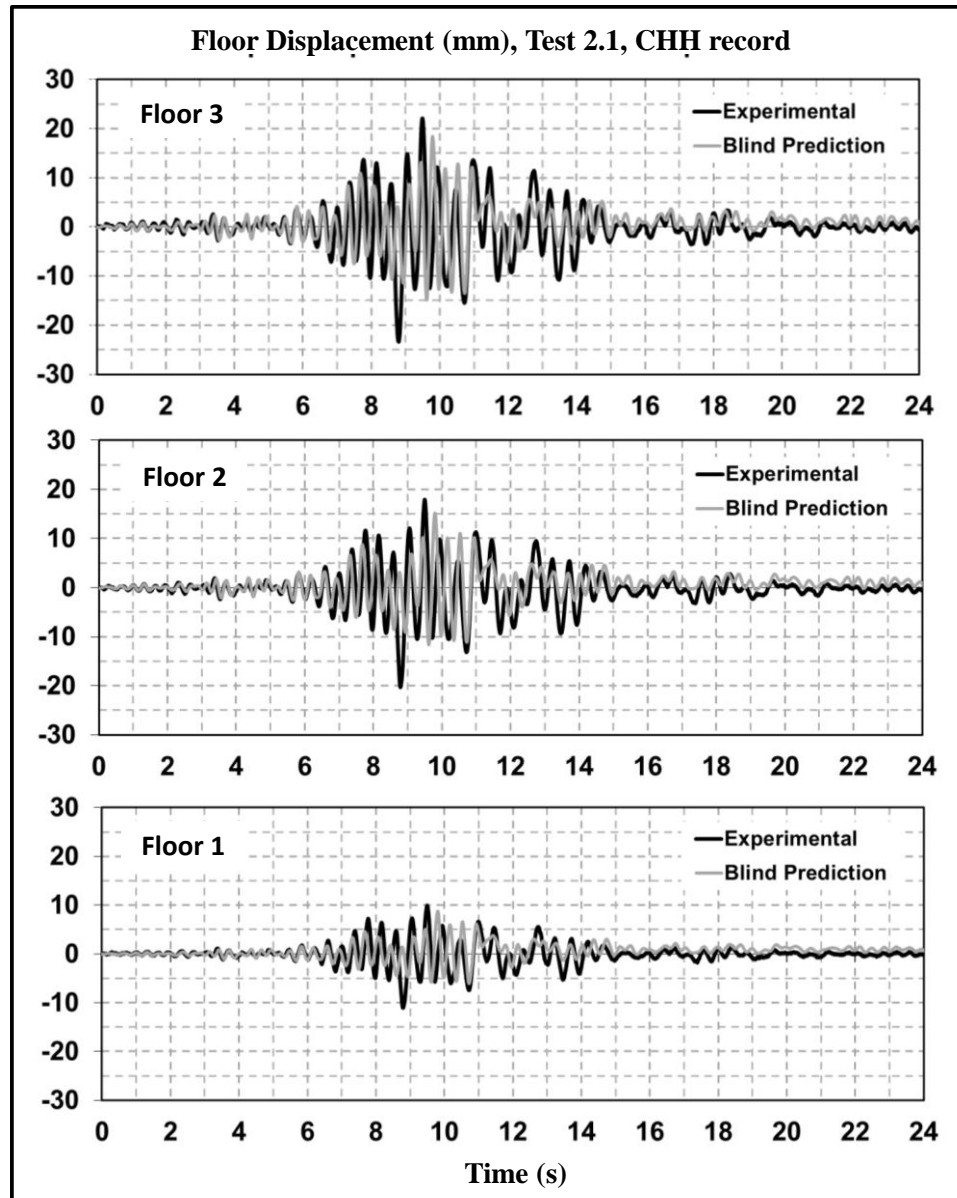 Floor Displacement (mm), Test 2.1, CHH record
30
20
10
0
-10
-20
-30
Floor 3
Experimental
Blind Prediction
0 2 4 6 8 10 12 14 16 18 20 22 24
30
20
10
0
-10
-20
-30
Floor 2
Experimental
Blind Prediction
0 2 4 6 8 10 12 14 16 18 20 22 24
30
20
10
0
-10
-20
-30
Floor 1
Experimental
Blind Prediction
0 2 4 6 8 10 12 14 16 18 20 22 24
Time (s)